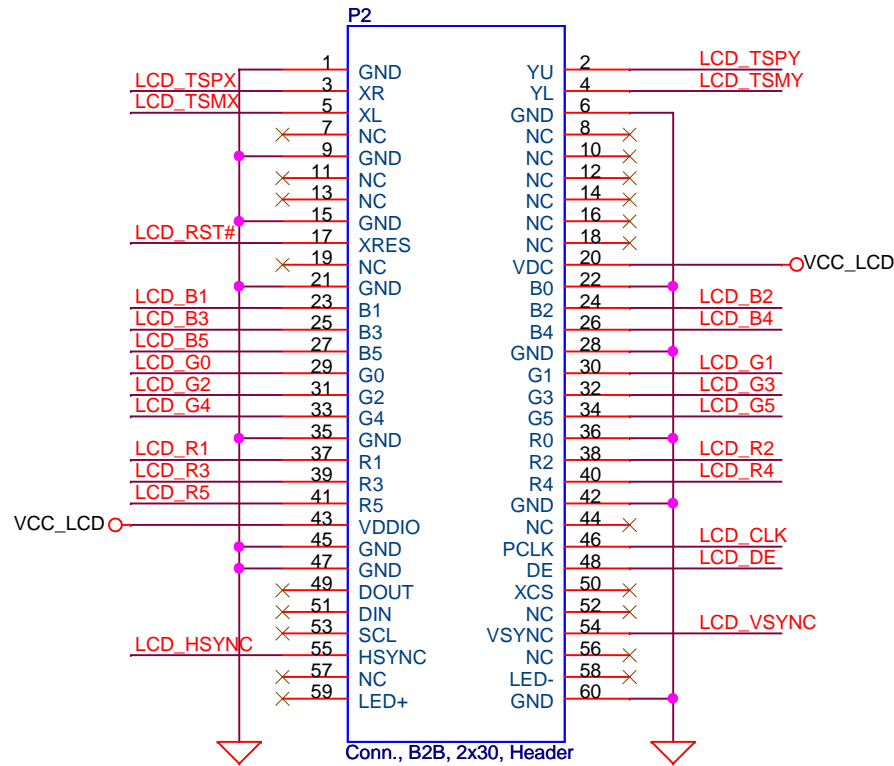 P2
1 GND YU 2 LCD_TSPY
LCD_TSPX 3 XR YL 4 LCD_TSMY
LCD_TSMX 5 XL GND 6
7 NC NC 8
9 GND NC 10
11 NC NC 12
13 NC NC 14
15 GND NC 16
LCD_RST# 17 XRES NC 18
19 NC VDC 20 VCC_LCD
21 GND B0 22
LCD_B1 23 B1 B2 24 LCD_B2
LCD_B3 25 B3 B4 26 LCD_B4
LCD_B5 27 B5 GND 28
LCD_G0 29 G0 G1 30 LCD_G1
LCD_G2 31 G2 G3 32 LCD_G3
LCD_G4 33 G4 G5 34 LCD_G5
35 GND R0 36
LCD_R1 37 R1 R2 38 LCD_R2
LCD_R3 39 R3 R4 40 LCD_R4
LCD_R5 41 R5 GND 42
VCC_LCD 43 VDDIO NC 44
45 GND PCLK 46 LCD_CLK
47 GND DE 48 LCD_DE
49 DOUT XCS 50
51 DIN NC 52
53 SCL VSYNC 54 LCD_VSYNC
LCD_HSYNC 55 HSYNC NC 56
57 NC LED- 58
59 LED+ GND 60
Conn., B2B, 2x30, Header